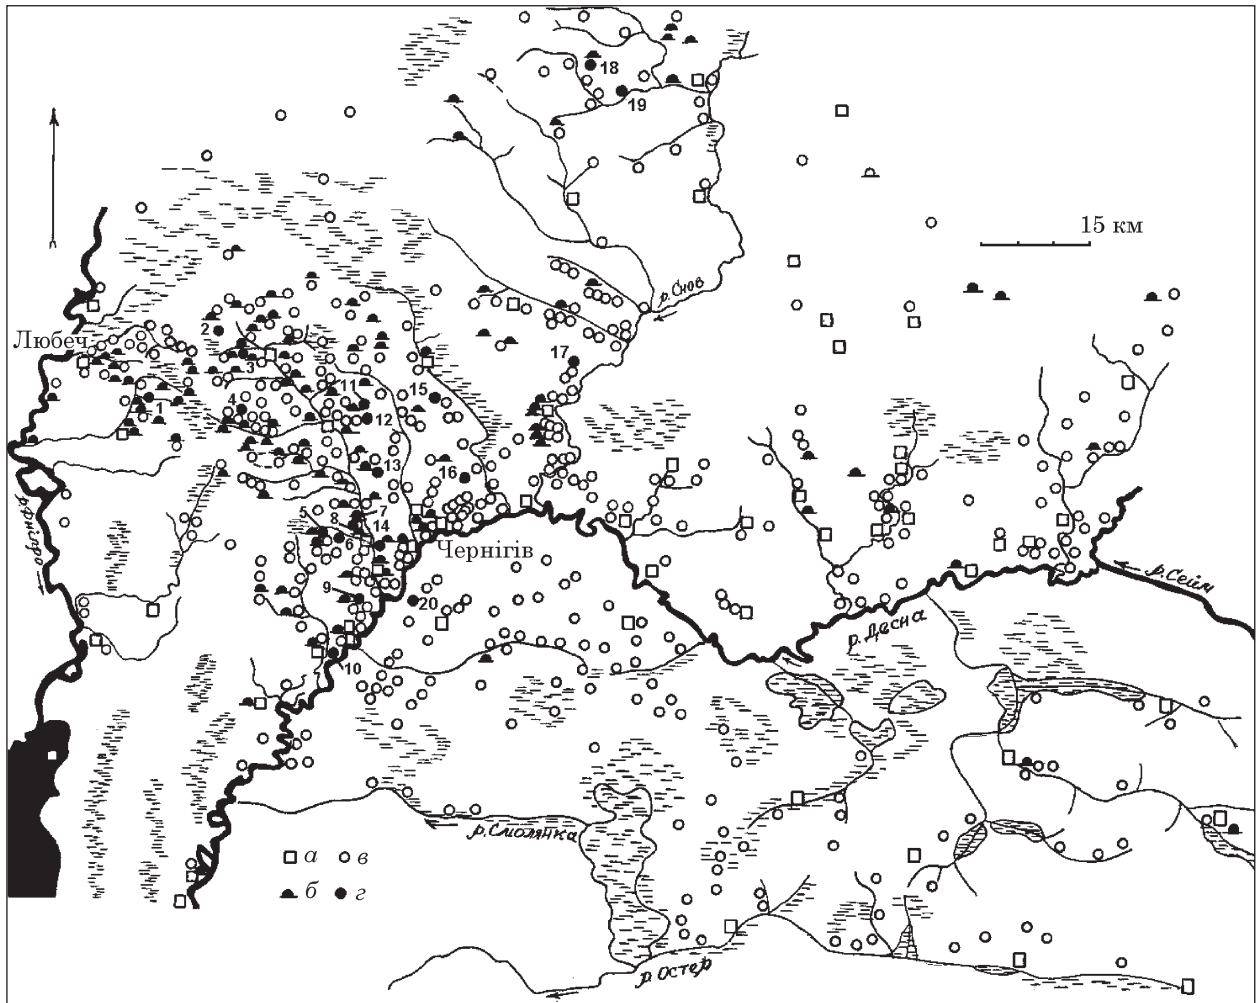 18
19
15 км
р. Снов
2
Любеч
3
17
11
15
4
1
12
13
16
5
8
7
14
6
Чернігів
р. Дніпро
9
20
р. Сейм
р. Десна
10
р. Смолянка
а
в
б
г
р. Остер